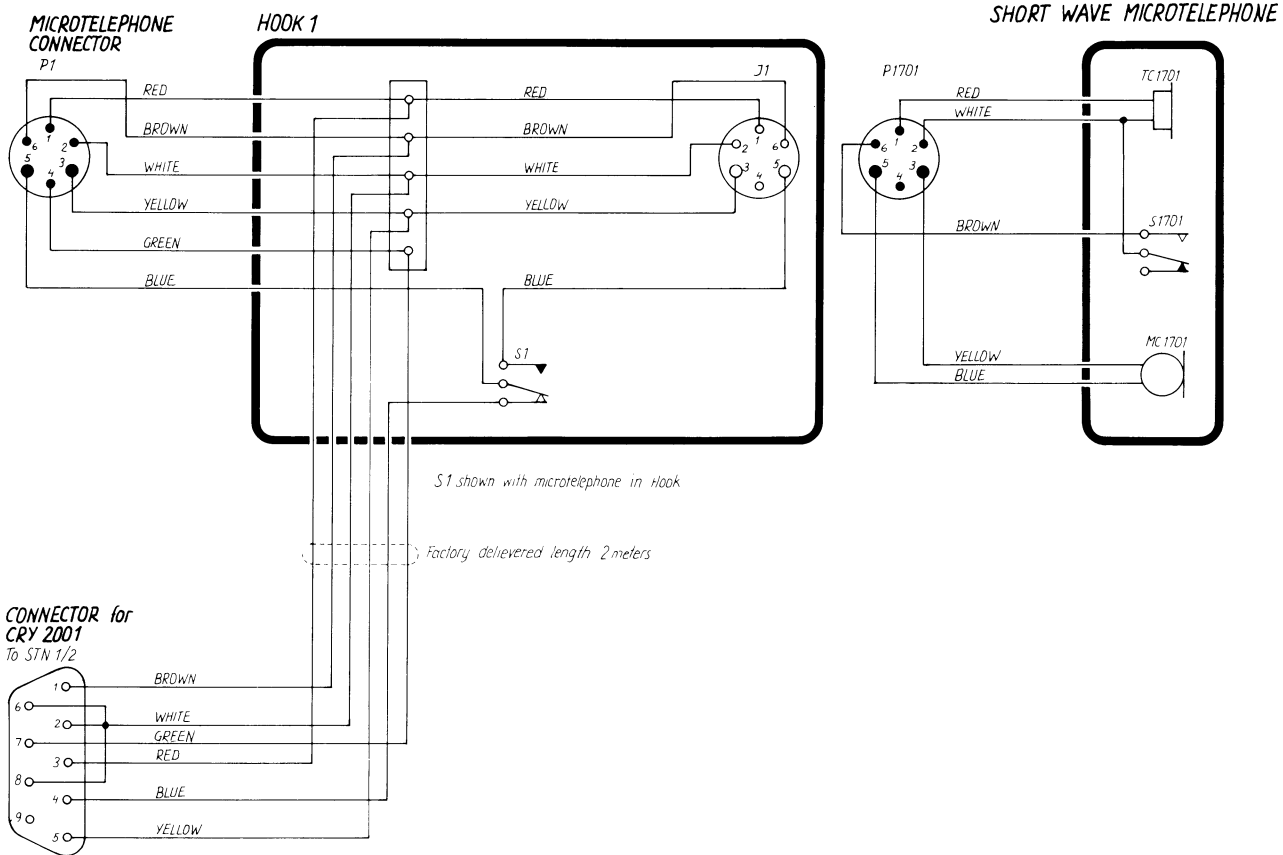 MICROTELEPHONE
CONNECTOR
P1
HOOK 1
SHORT WAVE MICROTELEPHONE
J1
P1701
TC1701
RED
RED
RED
WHITE
BROWN
BROWN
WHITE
WHITE
YELLOW
YELLOW
GREEN
BLUE
BLUE
1
2
3
4
5
6
1
2
3
4
5
6
1
2
3
4
5
6
BROWN
S1701
S1
MC1701
YELLOW
BLUE
S1 shown with microtelephone in Hook
Factory delievered length 2 meters
CONNECTOR for
CRY 2001
To STN 1/2
1
BROWN
6
2
WHITE
7
GREEN
3
RED
8
4
BLUE
9
5
YELLOW